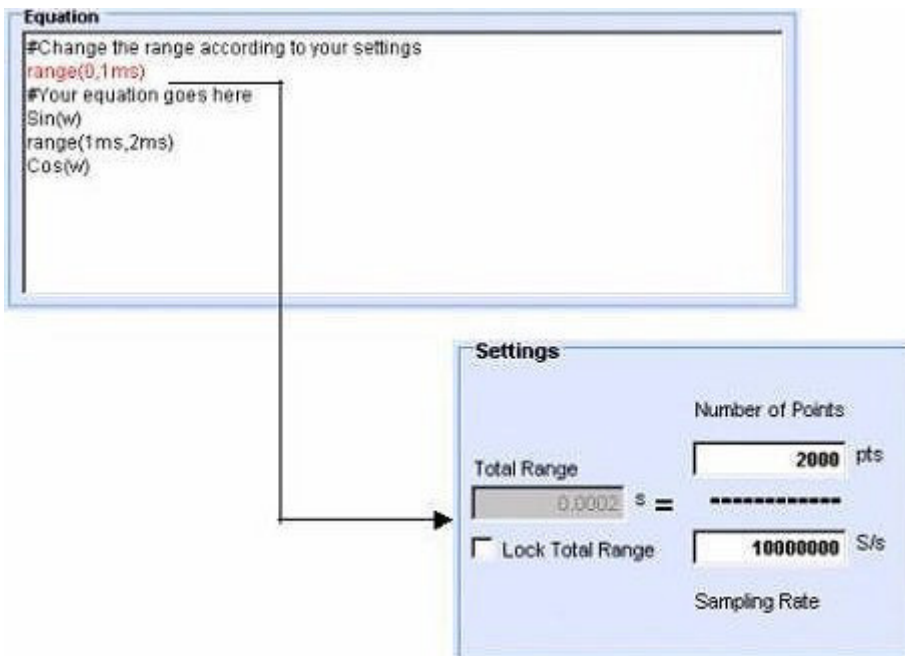 Equation
#Change the range according to your settings
range(0,1ms)
#Your equation goes here
Sin(w)
range(1ms,2ms)
Cos(w)
Settings
Number of Points
2000 pts
Total Range
0.0002 s =
------------
Lock Total Range
10000000 S/s
Sampling Rate